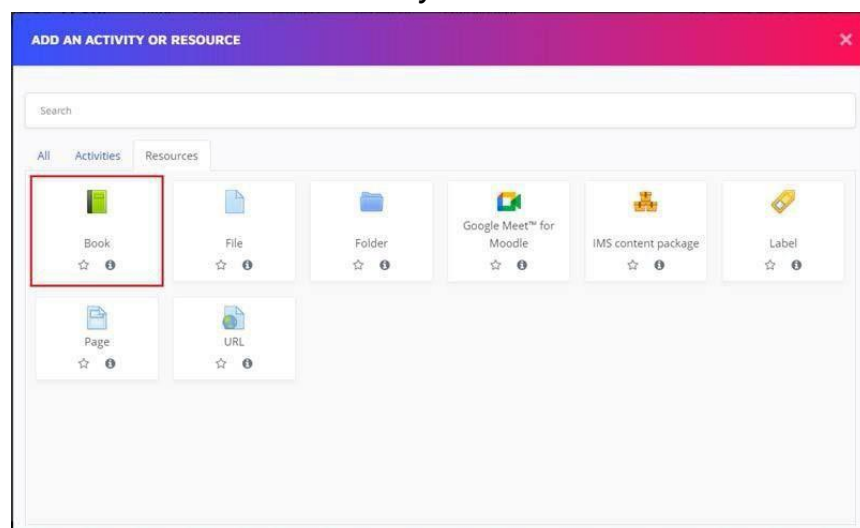 ADD AN ACTIVITY OR RESOURCE
Search
All Activities Resources
Book
File
Folder
Google Meet™ for
Moodle
IMS content package
Label
Page
URL